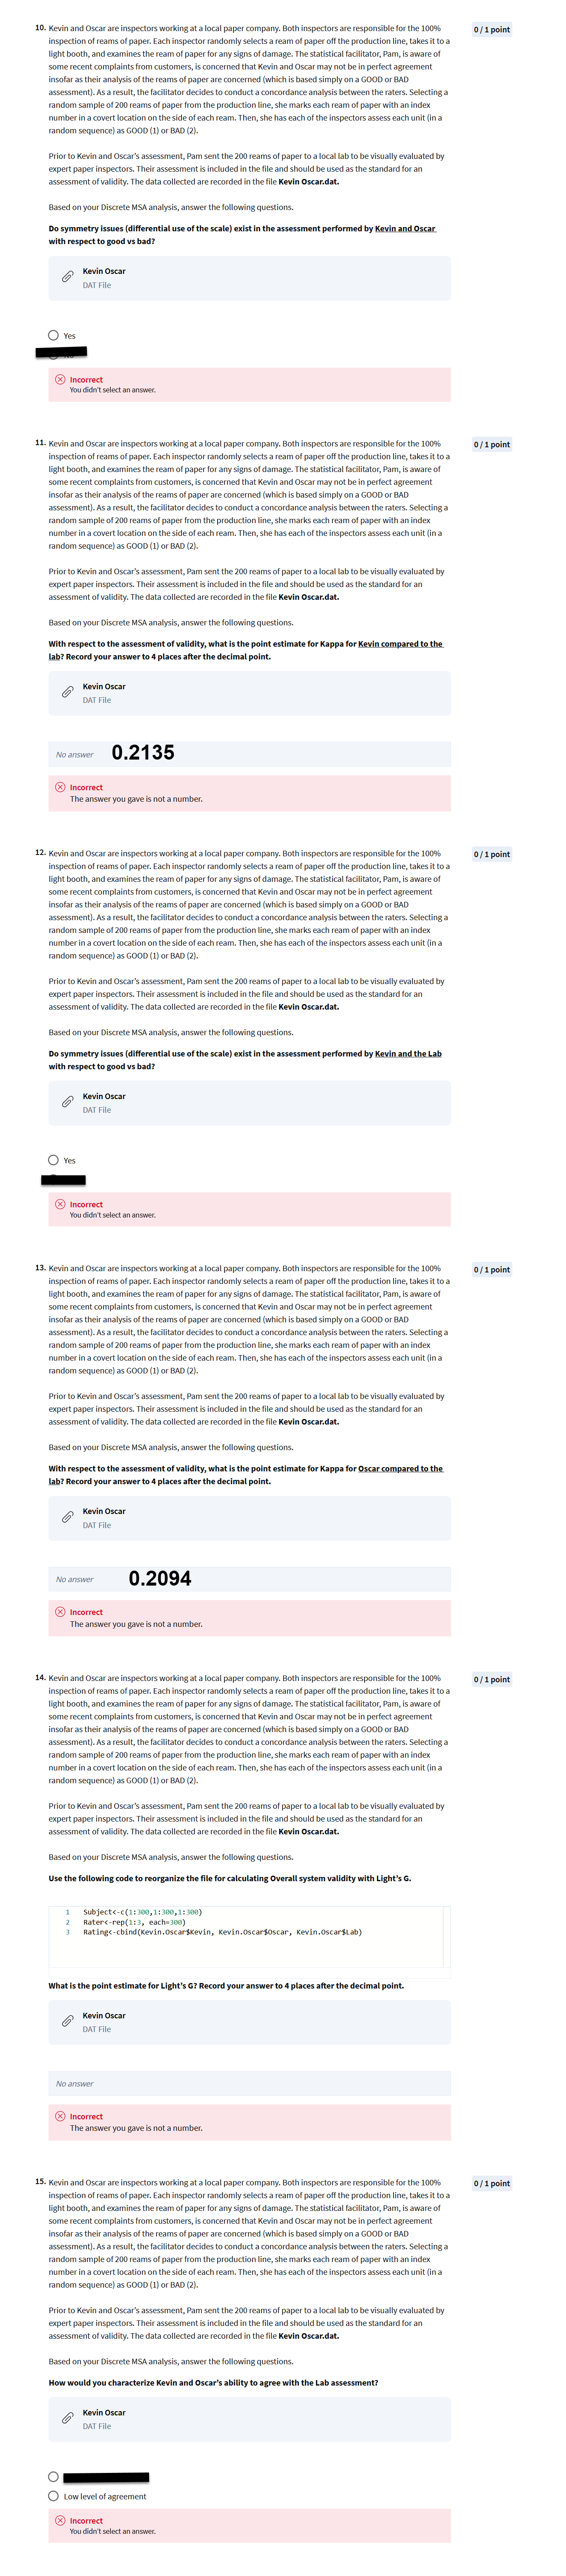 10. Kevin and Oscar are inspectors working at a local paper company. Both inspectors are responsible for the 100%
0 / 1 point
inspection of reams of paper. Each inspector randomly selects a ream of paper off the production line, takes it to a
light booth, and examines the ream of paper for any signs of damage. The statistical facilitator, Pam, is aware of
some recent complaints from customers, is concerned that Kevin and Oscar may not be in perfect agreement
insofar as their analysis of the reams of paper are concerned (which is based simply on a GOOD or BAD
assessment). As a result, the facilitator decides to conduct a concordance analysis between the raters. Selecting a
random sample of 200 reams of paper from the production line, she marks each ream of paper with an index
number in a covert location on the side of each ream. Then, she has each of the inspectors assess each unit (in a
random sequence) as GOOD (1) or BAD (2).
Prior to Kevin and Oscar's assessment, Pam sent the 200 reams of paper to a local lab to be visually evaluated by
expert paper inspectors. Their assessment is included in the file and should be used as the standard for an
assessment of validity. The data collected are recorded in the file Kevin Oscar.dat.
Based on your Discrete MSA analysis, answer the following questions.
Do symmetry issues (differential use of the scale) exist in the assessment performed by Kevin and Oscar
with respect to good vs bad?
Kevin Oscar
DAT File
Yes
Incorrect
You didn't select an answer.
11. Kevin and Oscar are inspectors working at a local paper company. Both inspectors are responsible for the 100%
0 / 1 point
inspection of reams of paper. Each inspector randomly selects a ream of paper off the production line, takes it to a
light booth, and examines the ream of paper for any signs of damage. The statistical facilitator, Pam, is aware of
some recent complaints from customers, is concerned that Kevin and Oscar may not be in perfect agreement
insofar as their analysis of the reams of paper are concerned (which is based simply on a GOOD or BAD
assessment). As a result, the facilitator decides to conduct a concordance analysis between the raters. Selecting a
random sample of 200 reams of paper from the production line, she marks each ream of paper with an index
number in a covert location on the side of each ream. Then, she has each of the inspectors assess each unit (in a
random sequence) as GOOD (1) or BAD (2).
Prior to Kevin and Oscar's assessment, Pam sent the 200 reams of paper to a local lab to be visually evaluated by
expert paper inspectors. Their assessment is included in the file and should be used as the standard for an
assessment of validity. The data collected are recorded in the file Kevin Oscar.dat.
Based on your Discrete MSA analysis, answer the following questions.
With respect to the assessment of validity, what is the point estimate for Kappa for Kevin compared to the
lab? Record your answer to 4 places after the decimal point.
Kevin Oscar
DAT File
No answer 0.2135
Incorrect
The answer you gave is not a number.
12. Kevin and Oscar are inspectors working at a local paper company. Both inspectors are responsible for the 100%
0 / 1 point
inspection of reams of paper. Each inspector randomly selects a ream of paper off the production line, takes it to a
light booth, and examines the ream of paper for any signs of damage. The statistical facilitator, Pam, is aware of
some recent complaints from customers, is concerned that Kevin and Oscar may not be in perfect agreement
insofar as their analysis of the reams of paper are concerned (which is based simply on a GOOD or BAD
assessment). As a result, the facilitator decides to conduct a concordance analysis between the raters. Selecting a
random sample of 200 reams of paper from the production line, she marks each ream of paper with an index
number in a covert location on the side of each ream. Then, she has each of the inspectors assess each unit (in a
random sequence) as GOOD (1) or BAD (2).
Prior to Kevin and Oscar's assessment, Pam sent the 200 reams of paper to a local lab to be visually evaluated by
expert paper inspectors. Their assessment is included in the file and should be used as the standard for an
assessment of validity. The data collected are recorded in the file Kevin Oscar.dat.
Based on your Discrete MSA analysis, answer the following questions.
Do symmetry issues (differential use of the scale) exist in the assessment performed by Kevin and the Lab
with respect to good vs bad?
Kevin Oscar
DAT File
Yes
Incorrect
You didn't select an answer.
13. Kevin and Oscar are inspectors working at a local paper company. Both inspectors are responsible for the 100%
0 / 1 point
inspection of reams of paper. Each inspector randomly selects a ream of paper off the production line, takes it to a
light booth, and examines the ream of paper for any signs of damage. The statistical facilitator, Pam, is aware of
some recent complaints from customers, is concerned that Kevin and Oscar may not be in perfect agreement
insofar as their analysis of the reams of paper are concerned (which is based simply on a GOOD or BAD
assessment). As a result, the facilitator decides to conduct a concordance analysis between the raters. Selecting a
random sample of 200 reams of paper from the production line, she marks each ream of paper with an index
number in a covert location on the side of each ream. Then, she has each of the inspectors assess each unit (in a
random sequence) as GOOD (1) or BAD (2).
Prior to Kevin and Oscar's assessment, Pam sent the 200 reams of paper to a local lab to be visually evaluated by
expert paper inspectors. Their assessment is included in the file and should be used as the standard for an
assessment of validity. The data collected are recorded in the file Kevin Oscar.dat.
Based on your Discrete MSA analysis, answer the following questions.
With respect to the assessment of validity, what is the point estimate for Kappa for Oscar compared to the
lab? Record your answer to 4 places after the decimal point.
Kevin Oscar
DAT File
No answer 0.2094
Incorrect
The answer you gave is not a number.
14. Kevin and Oscar are inspectors working at a local paper company. Both inspectors are responsible for the 100%
0 / 1 point
inspection of reams of paper. Each inspector randomly selects a ream of paper off the production line, takes it to a
light booth, and examines the ream of paper for any signs of damage. The statistical facilitator, Pam, is aware of
some recent complaints from customers, is concerned that Kevin and Oscar may not be in perfect agreement
insofar as their analysis of the reams of paper are concerned (which is based simply on a GOOD or BAD
assessment). As a result, the facilitator decides to conduct a concordance analysis between the raters. Selecting a
random sample of 200 reams of paper from the production line, she marks each ream of paper with an index
number in a covert location on the side of each ream. Then, she has each of the inspectors assess each unit (in a
random sequence) as GOOD (1) or BAD (2).
Prior to Kevin and Oscar's assessment, Pam sent the 200 reams of paper to a local lab to be visually evaluated by
expert paper inspectors. Their assessment is included in the file and should be used as the standard for an
assessment of validity. The data collected are recorded in the file Kevin Oscar.dat.
Based on your Discrete MSA analysis, answer the following questions.
Use the following code to reorganize the file for calculating Overall system validity with Light's G.
1 Subject<-c(1:300,1:300,1:300)
2 Rater<-rep(1:3, each=300)
3 Rating<-cbind(Kevin.Oscar$Kevin, Kevin.Oscar$Oscar, Kevin.Oscar$Lab)
What is the point estimate for Light's G? Record your answer to 4 places after the decimal point.
Kevin Oscar
DAT File
No answer
Incorrect
The answer you gave is not a number.
15. Kevin and Oscar are inspectors working at a local paper company. Both inspectors are responsible for the 100%
0 / 1 point
inspection of reams of paper. Each inspector randomly selects a ream of paper off the production line, takes it to a
light booth, and examines the ream of paper for any signs of damage. The statistical facilitator, Pam, is aware of
some recent complaints from customers, is concerned that Kevin and Oscar may not be in perfect agreement
insofar as their analysis of the reams of paper are concerned (which is based simply on a GOOD or BAD
assessment). As a result, the facilitator decides to conduct a concordance analysis between the raters. Selecting a
random sample of 200 reams of paper from the production line, she marks each ream of paper with an index
number in a covert location on the side of each ream. Then, she has each of the inspectors assess each unit (in a
random sequence) as GOOD (1) or BAD (2).
Prior to Kevin and Oscar's assessment, Pam sent the 200 reams of paper to a local lab to be visually evaluated by
expert paper inspectors. Their assessment is included in the file and should be used as the standard for an
assessment of validity. The data collected are recorded in the file Kevin Oscar.dat.
Based on your Discrete MSA analysis, answer the following questions.
How would you characterize Kevin and Oscar's ability to agree with the Lab assessment?
Kevin Oscar
DAT File
Low level of agreement
Incorrect
You didn't select an answer.